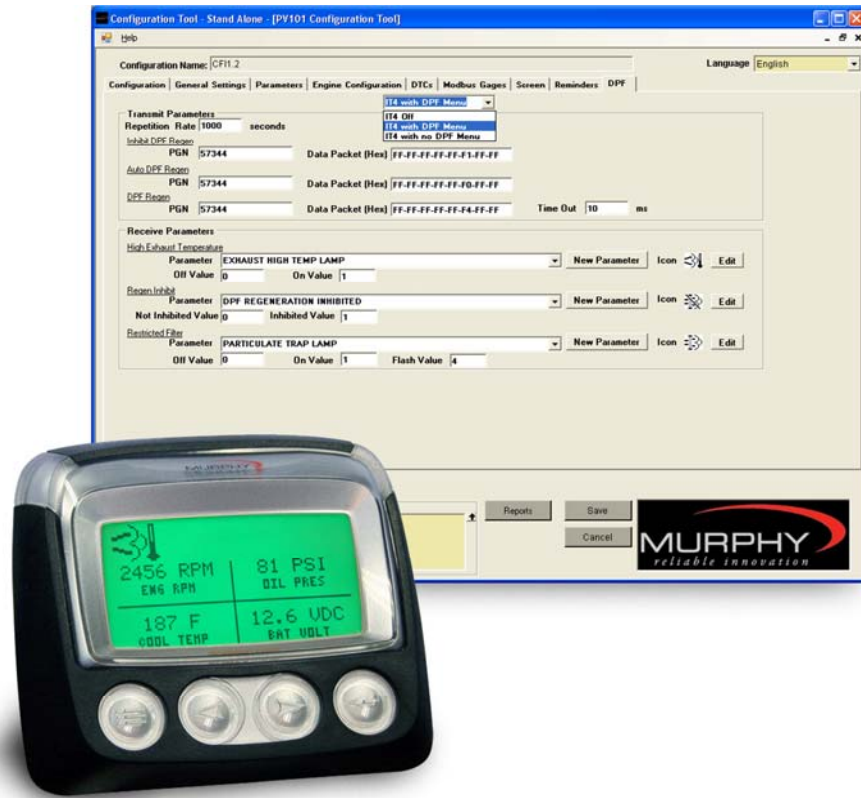 Configuration Tool - Stand Alone - [PV101 Configuration Tool]
Help
Configuration Name: CFI1.2
Language English
Configuration General Settings Parameters Engine Configuration DTCs Modbus Gages Screen Reminders DPF
IT4 with DPF Menu
IT4 Off
IT4 with DPF Menu
IT4 with no DPF Menu
Transmit Parameters
Repetition Rate 1000 seconds
Inhibit DPF Regen
PGN 57344 Data Packet (Hex) FF-FF-FF-FF-FF-F1-FF-FF
Auto DPF Regen
PGN 57344 Data Packet (Hex) FF-FF-FF-FF-FF-F0-FF-FF
DPF Regen
PGN 57344 Data Packet (Hex) FF-FF-FF-FF-FF-F4-FF-FF Time Out 10 ms
Receive Parameters
High Exhaust Temperature
Parameter EXHAUST HIGH TEMP LAMP New Parameter Icon Edit
Off Value 0 On Value 1
Regen Inhibit
Parameter DPF REGENERATION INHIBITED New Parameter Icon Edit
Not Inhibited Value 0 Inhibited Value 1
Restricted Filter
Parameter PARTICULATE TRAP LAMP New Parameter Icon Edit
Off Value 0 On Value 1 Flash Value 4
Reports Save
Cancel
MURPHY
reliable innovation
MURPHY
2456 RPM
ENG RPM
81 PSI
OIL PRES
187 F
COOL TEMP
12.6 VDC
BAT VOLT